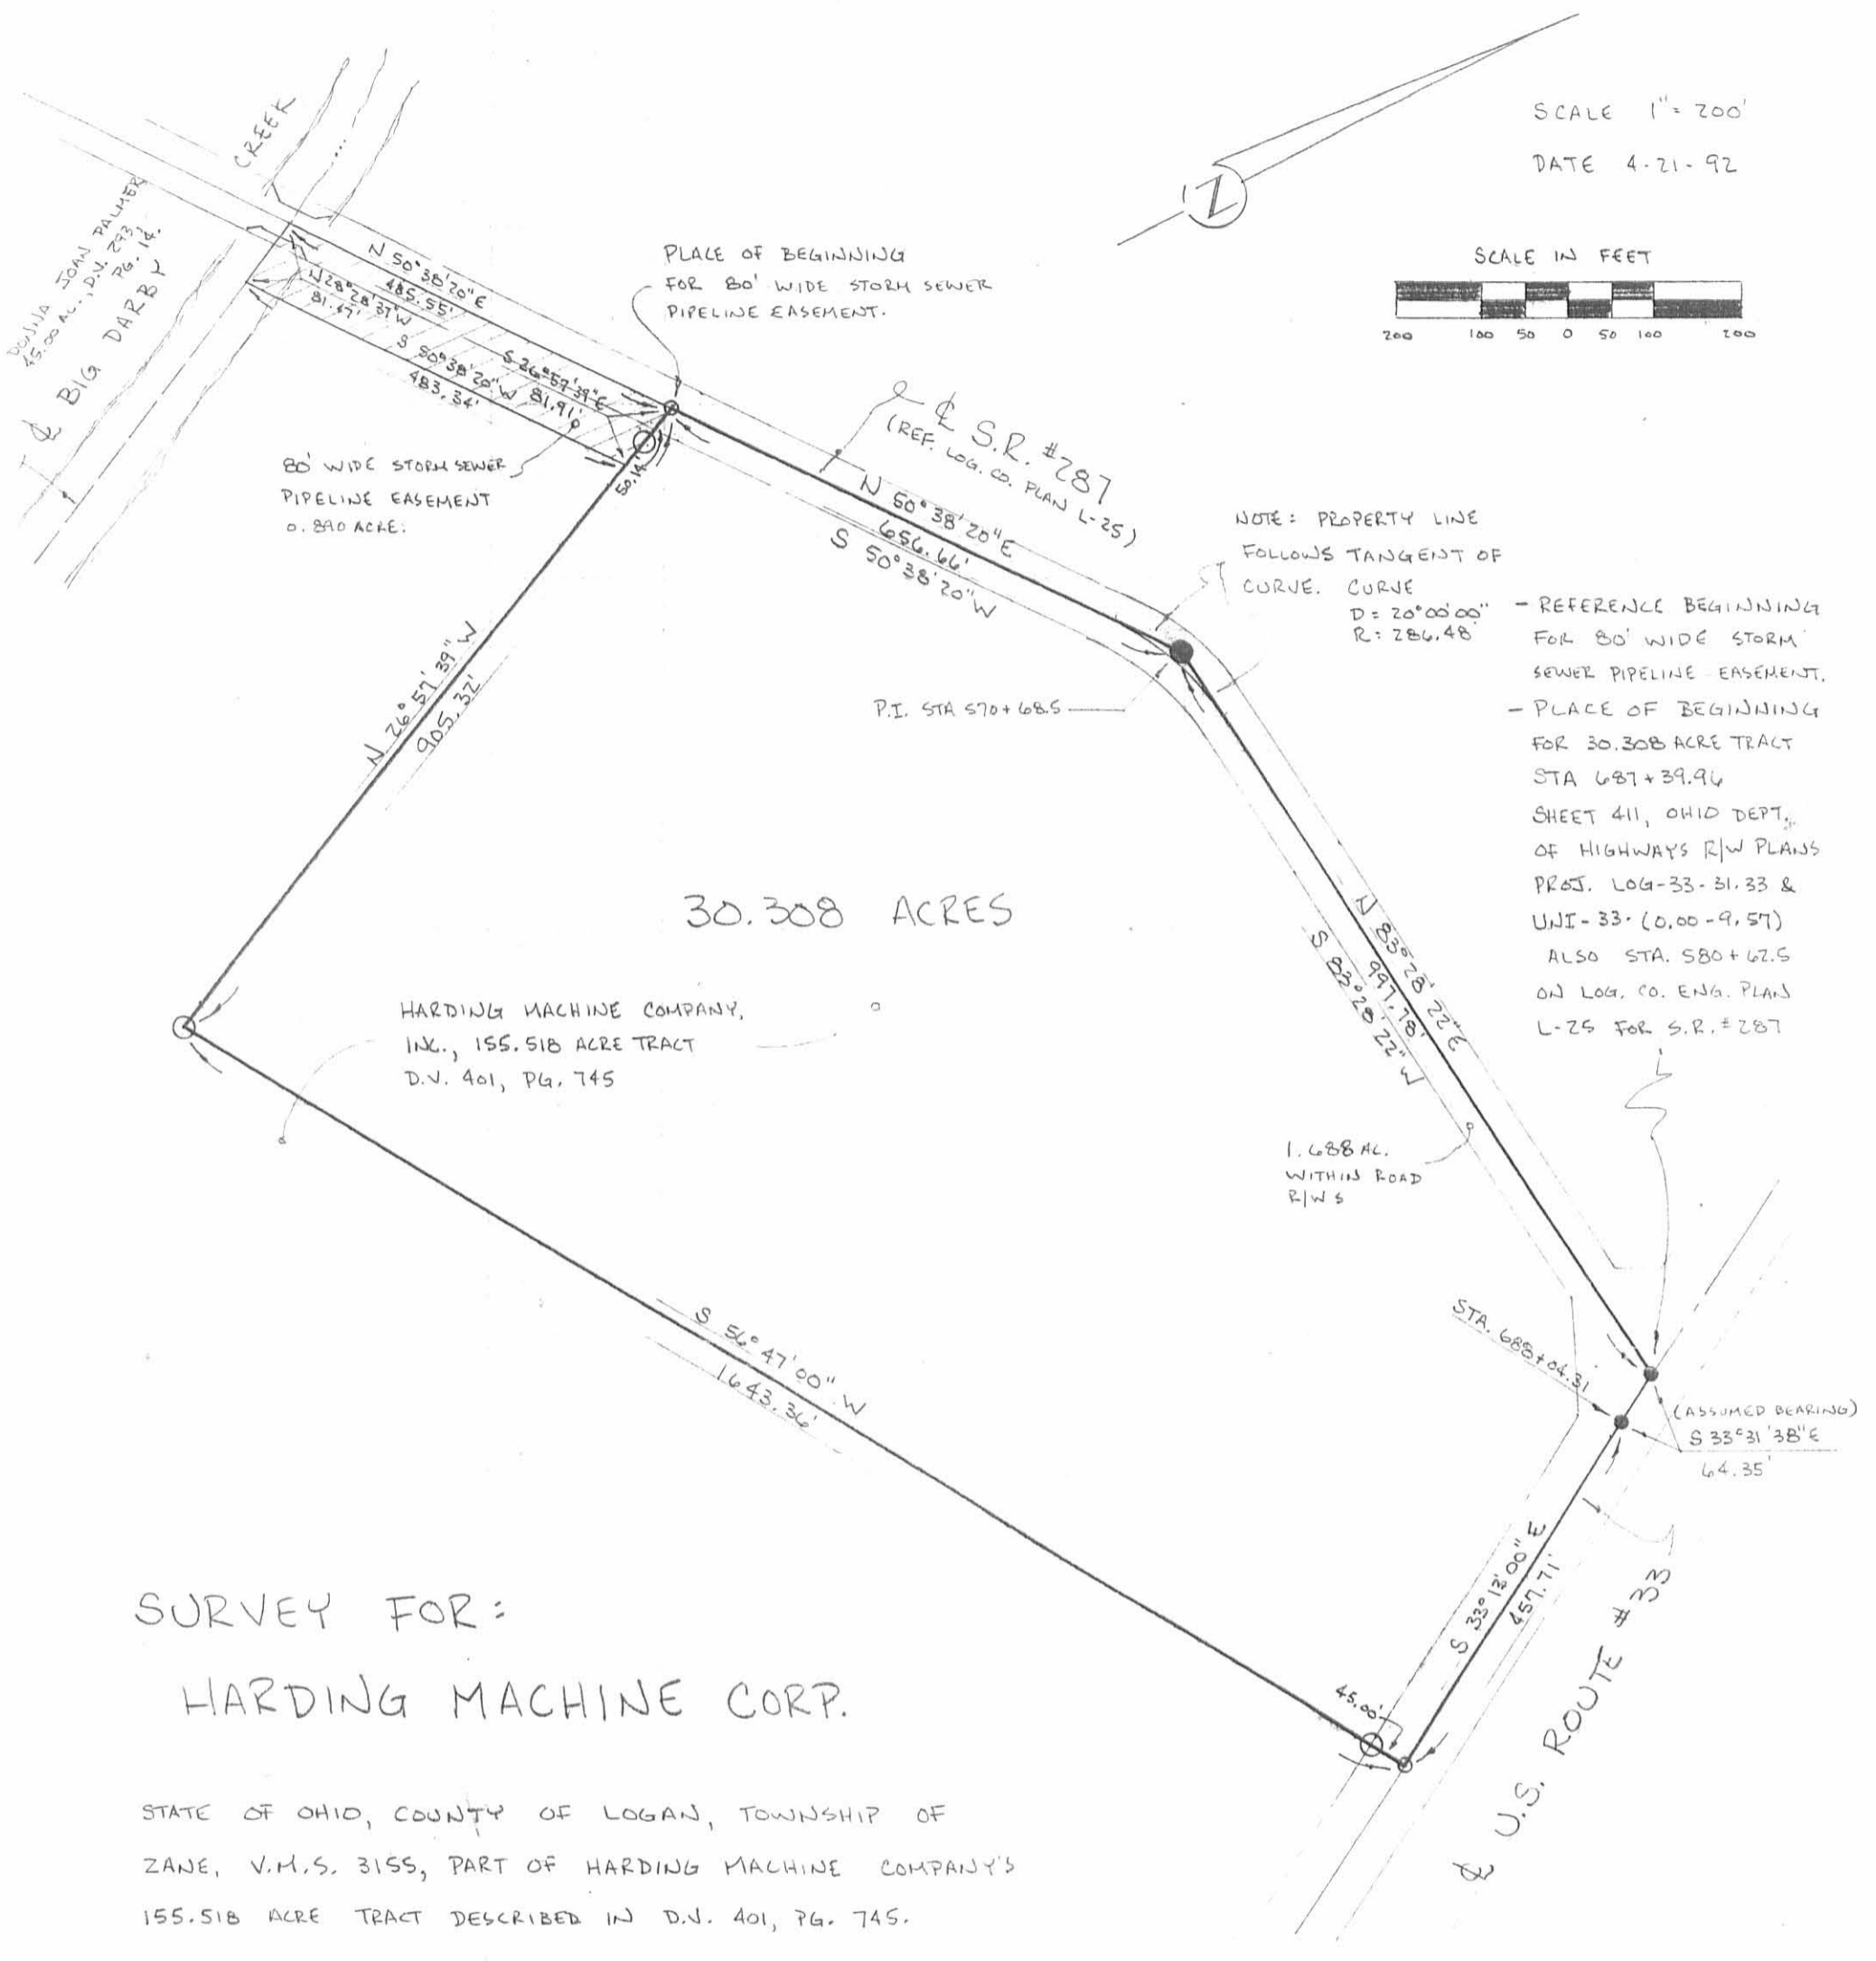 SCALE 1" = 200'
DATE 4-21-92
SCALE IN FEET
200 100 50 0 50 100 200
N
CREEK
DONNA JOAN PALMER
45.00 AC., D.V. 293,
PG. 14.
℄ BIG DARBY
N 50°38'20"E
485.55'
N 28°28'37"W
81.47'
S 50°38'20"W
483.34'
S 26°57'39"E
81.91'
50.14'
PLACE OF BEGINNING
FOR 80' WIDE STORM SEWER
PIPELINE EASEMENT.
80' WIDE STORM SEWER
PIPELINE EASEMENT
0.890 ACRE.
℄ S.R. #287
(REF. LOG. CO. PLAN L-25)
N 50°38'20"E
656.66'
S 50°38'20"W
NOTE: PROPERTY LINE
FOLLOWS TANGENT OF
CURVE. CURVE
D = 20°00'00"
R = 286.48'
P.I. STA 570+68.5
- REFERENCE BEGINNING
FOR 80' WIDE STORM
SEWER PIPELINE EASEMENT.
- PLACE OF BEGINNING
FOR 30.308 ACRE TRACT
STA 687+39.96
SHEET 411, OHIO DEPT.
OF HIGHWAYS R/W PLANS
PROJ. LOG-33-31.33 &
UNI-33-(0.00-9.57)
ALSO STA. 580+62.5
ON LOG. CO. ENG. PLAN
L-25 FOR S.R. #287
N 26°57'39"W
905.32'
30.308 ACRES
N 83°28'22"E
997.78'
S 83°28'22"W
HARDING MACHINE COMPANY,
INC., 155.518 ACRE TRACT
D.V. 401, PG. 745
1.688 AC.
WITHIN ROAD
R/W S
STA. 688+04.31
(ASSUMED BEARING)
S 33°31'38"E
64.35'
S 56°47'00"W
1643.36'
S 33°13'00"E
457.71'
45.00'
℄ U.S. ROUTE #33
SURVEY FOR:
HARDING MACHINE CORP.
STATE OF OHIO, COUNTY OF LOGAN, TOWNSHIP OF
ZANE, V.M.S. 3155, PART OF HARDING MACHINE COMPANY'S
155.518 ACRE TRACT DESCRIBED IN D.V. 401, PG. 745.